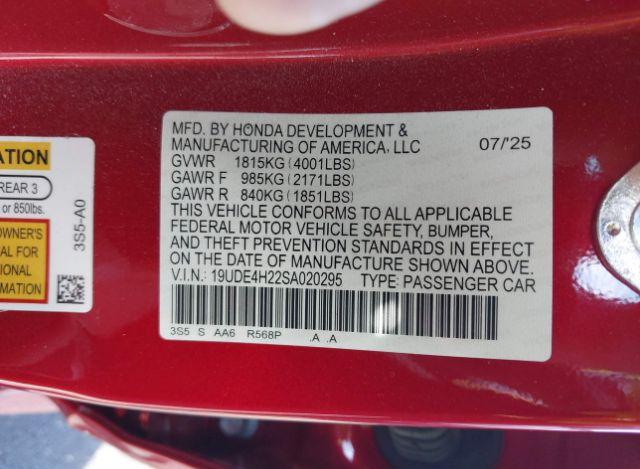 MFD. BY HONDA DEVELOPMENT &
MANUFACTURING OF AMERICA, LLC 07/'25
GVWR 1815KG (4001LBS)
GAWR F 985KG (2171LBS)
GAWR R 840KG (1851LBS)
THIS VEHICLE CONFORMS TO ALL APPLICABLE
FEDERAL MOTOR VEHICLE SAFETY, BUMPER,
AND THEFT PREVENTION STANDARDS IN EFFECT
ON THE DATE OF MANUFACTURE SHOWN ABOVE.
V.I.N.: 19UDE4H22SA020295 TYPE: PASSENGER CAR
3S5 S AA6 R568P .A .A
REAR 3
or 850lbs.
OWNER'S
FOR
3S5-A0